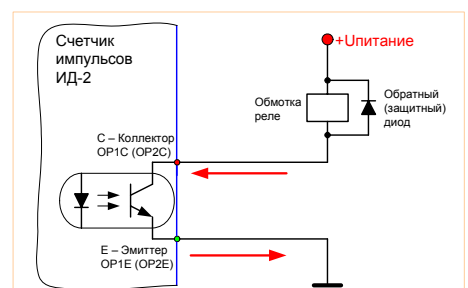 Счетчик
импульсов
ИД-2
+Uпитание
Обмотка
реле
Обратный
(защитный)
диод
C – Коллектор
OP1C (OP2C)
E – Эмиттер
OP1E (OP2E)